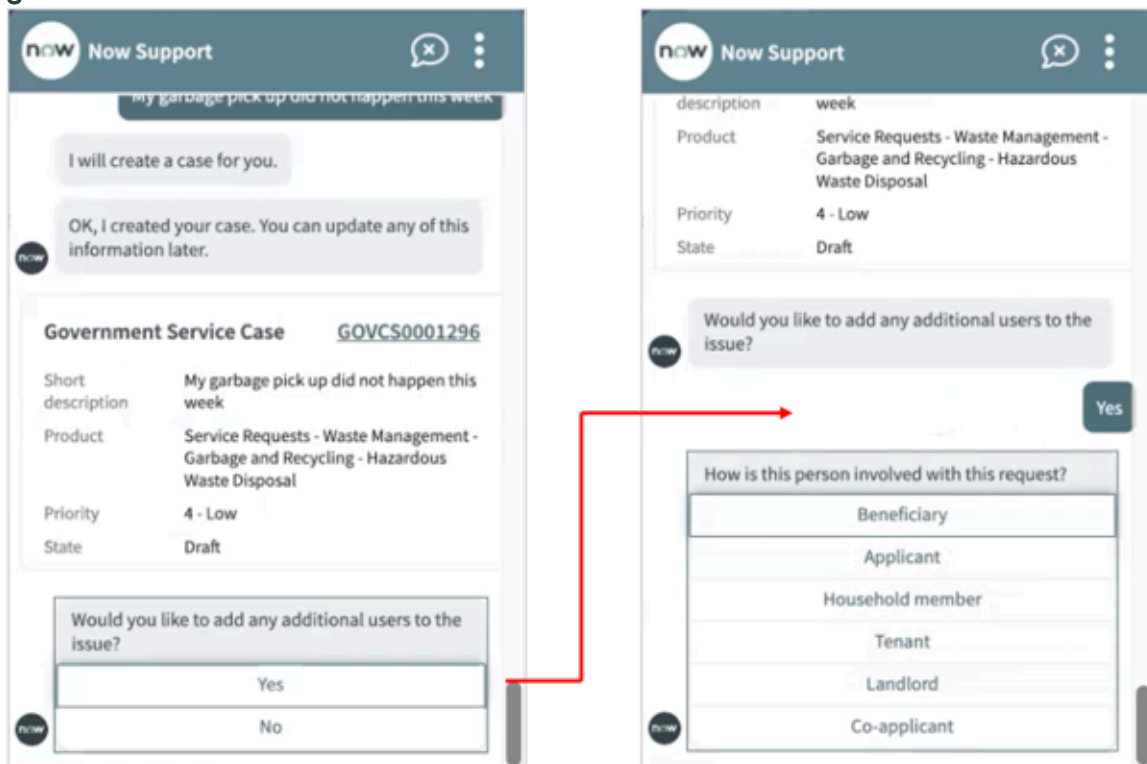 g
now Now Support
My garbage pick up did not happen this week
I will create a case for you.
OK, I created your case. You can update any of this
information later.
now
Government Service Case GOVCS0001296
Short
description
My garbage pick up did not happen this
week
Product
Service Requests - Waste Management -
Garbage and Recycling - Hazardous
Waste Disposal
Priority 4 - Low
State Draft
Would you like to add any additional users to the
issue?
Yes
now
No
now Now Support
description week
Product
Service Requests - Waste Management -
Garbage and Recycling - Hazardous
Waste Disposal
Priority 4 - Low
State Draft
Would you like to add any additional users to the
issue?
now
Yes
How is this person involved with this request?
Beneficiary
Applicant
Household member
Tenant
Landlord
now
Co-applicant